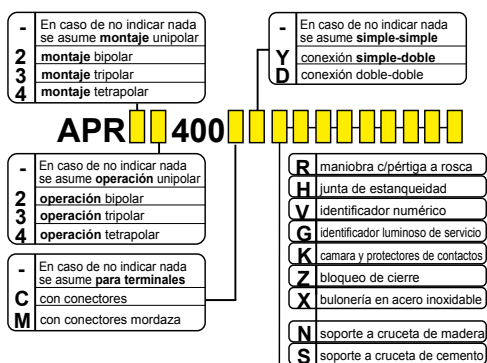 - En caso de no indicar nada
se asume montaje unipolar
2 montaje bipolar
3 montaje tripolar
4 montaje tetrapolar
- En caso de no indicar nada
se asume simple-simple
Y conexión simple-doble
D conexión doble-doble
APR 400
- En caso de no indicar nada
se asume operación unipolar
2 operación bipolar
3 operación tripolar
4 operación tetrapolar
- En caso de no indicar nada
se asume para terminales
C con conectores
M con conectores mordaza
R maniobra c/pértiga a rosca
H junta de estanqueidad
V identificador numérico
G identificador luminoso de servicio
K camara y protectores de contactos
Z bloqueo de cierre
X bulonería en acero inoxidable
N soporte a cruceta de madera
S soporte a cruceta de cemento